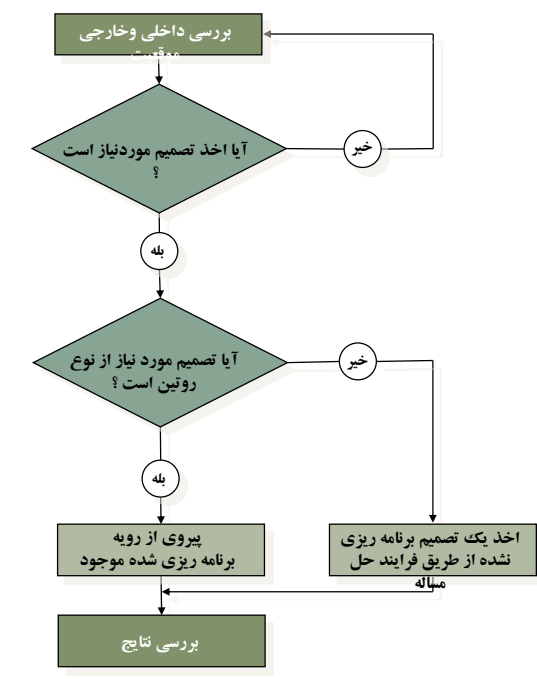 بررسی داخلی وخارجی
موقعیت
آیا اخذ تصمیم موردنیاز است
؟
خیر
بله
آیا تصمیم مورد نیاز از نوع
روتین است ؟
خیر
بله
پیروی از رویه
برنامه ریزی شده موجود
اخذ یک تصمیم برنامه ریزی
نشده از طریق فرایند حل
مساله
بررسی نتایج